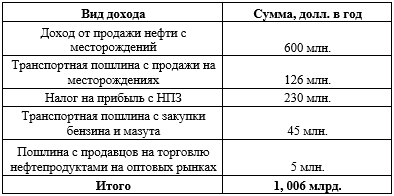 Вид дохода Сумма, долл. в год
Доход от продажи нефти с
месторождений 600 млн.
Транспортная пошлина с продажи на
месторождениях 126 млн.
Налог на прибыль с НПЗ 230 млн.
Транспортная пошлина с закупки
бензина и мазута 45 млн.
Пошлина с продавцов на торговлю
нефтепродуктами на оптовых рынках 5 млн.
Итого 1, 006 млрд.